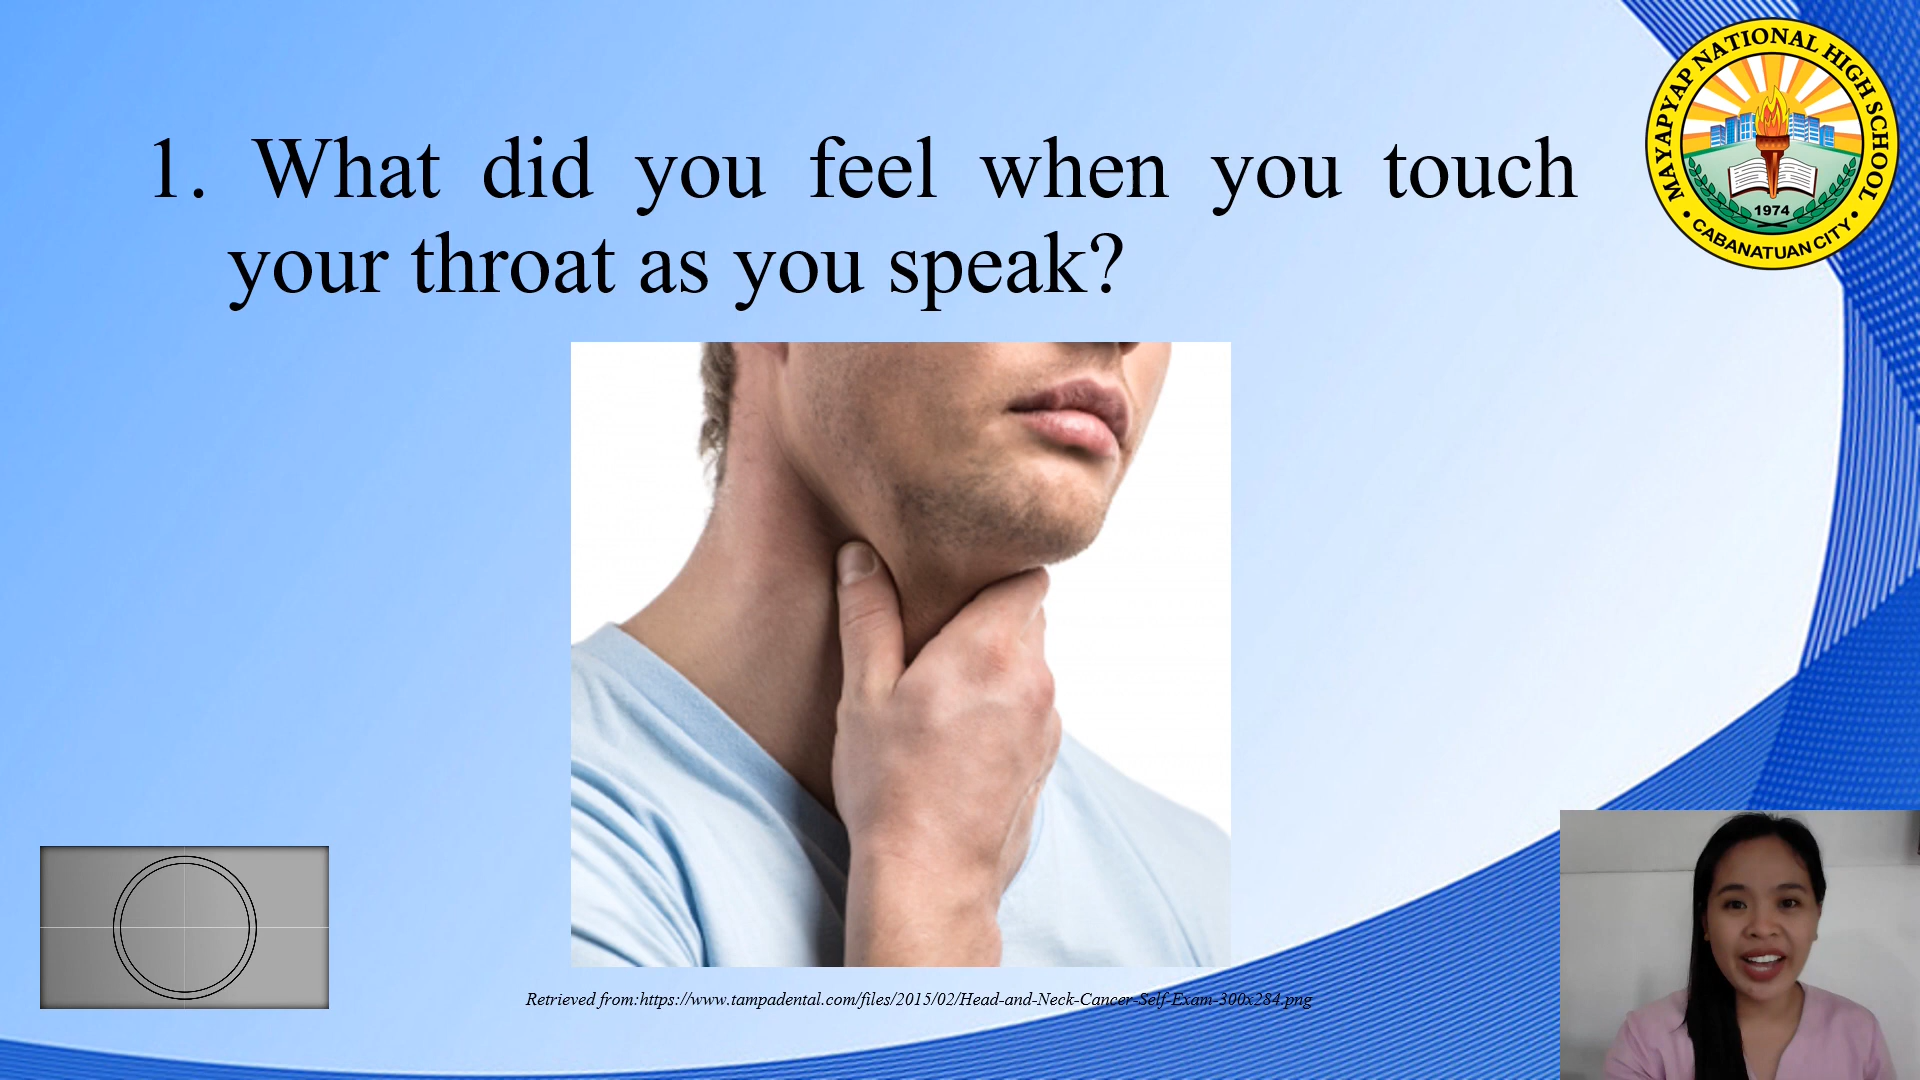 1. What did you feel when you touch
your throat as you speak?
MAYAPYAP NATIONAL HIGH SCHOOL
1974
• CABANATUAN CITY •
Retrieved from:https://www.tampadental.com/files/2015/02/Head-and-Neck-Cancer-Self-Exam-300x284.png